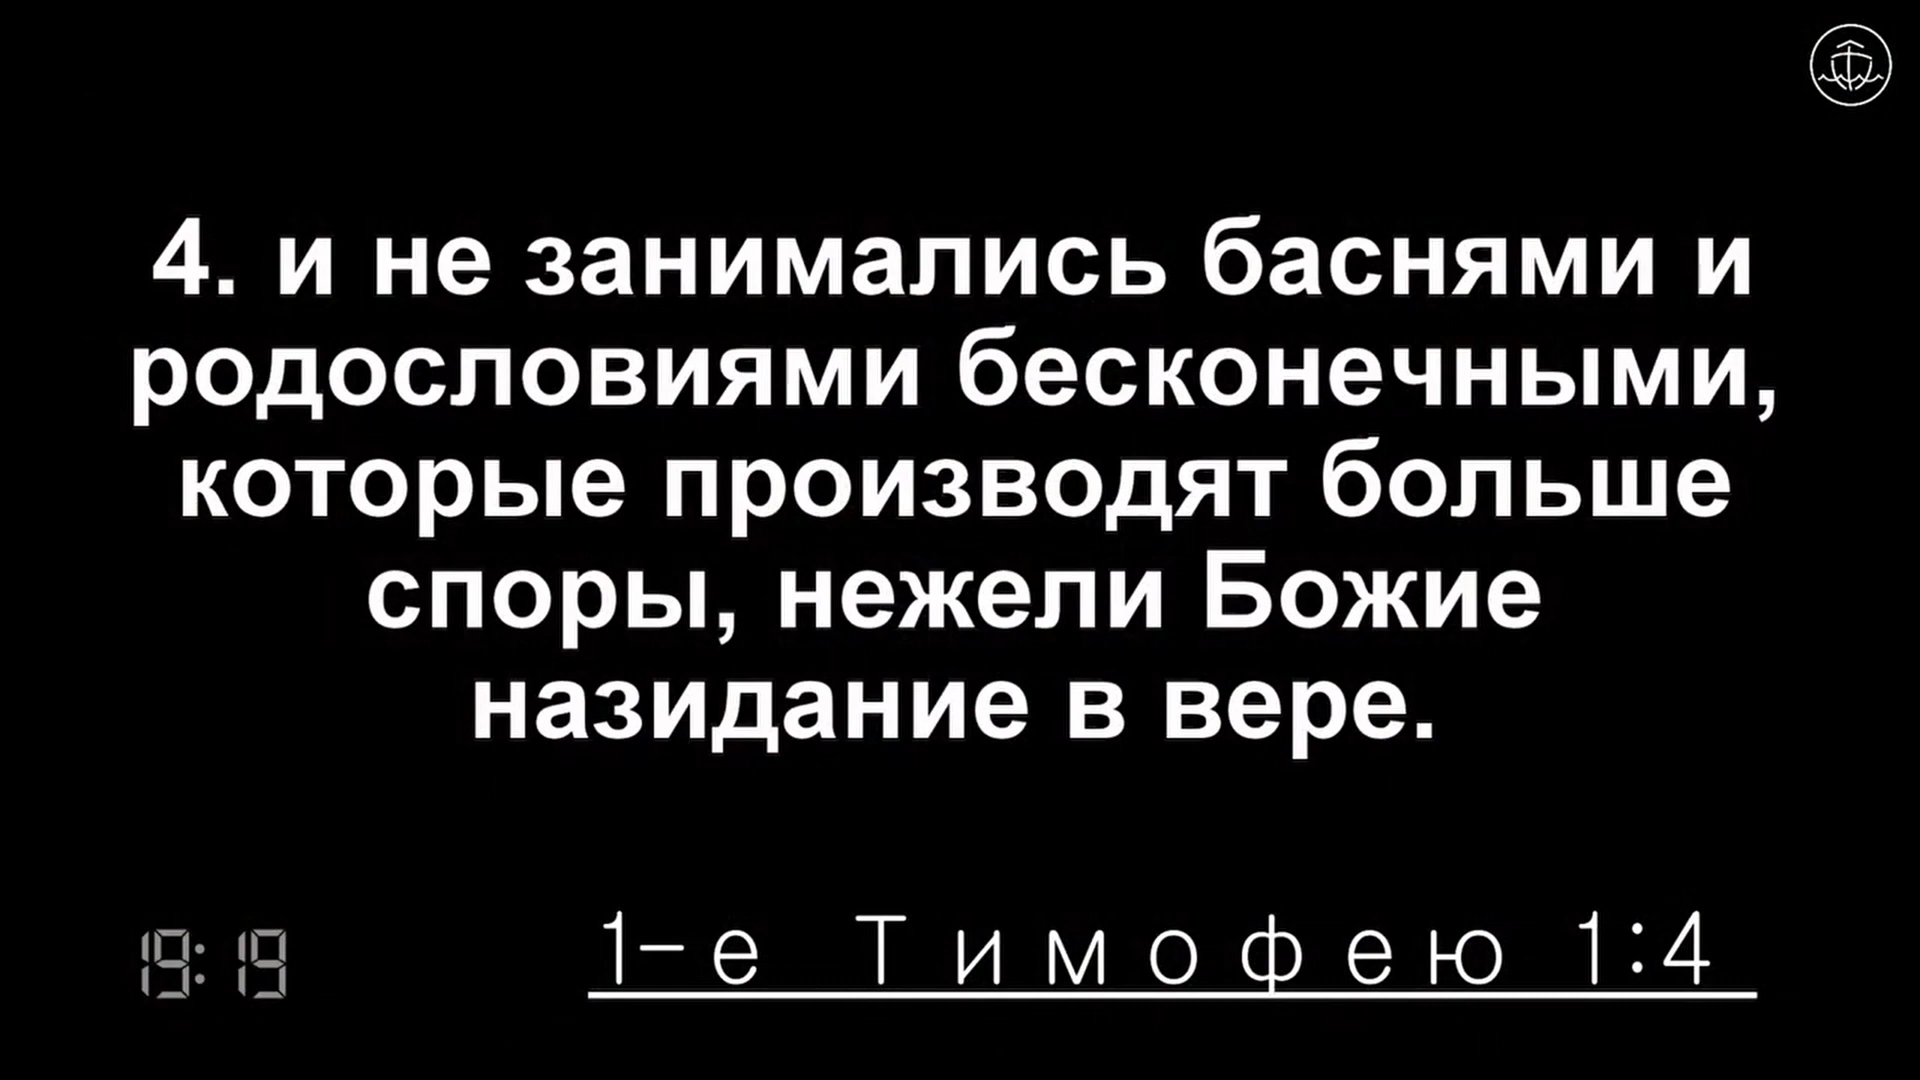 4. и не занимались баснями и
родословиями бесконечными,
которые производят больше
споры, нежели Божие
назидание в вере.
19:19
1-е Тимофею 1:4